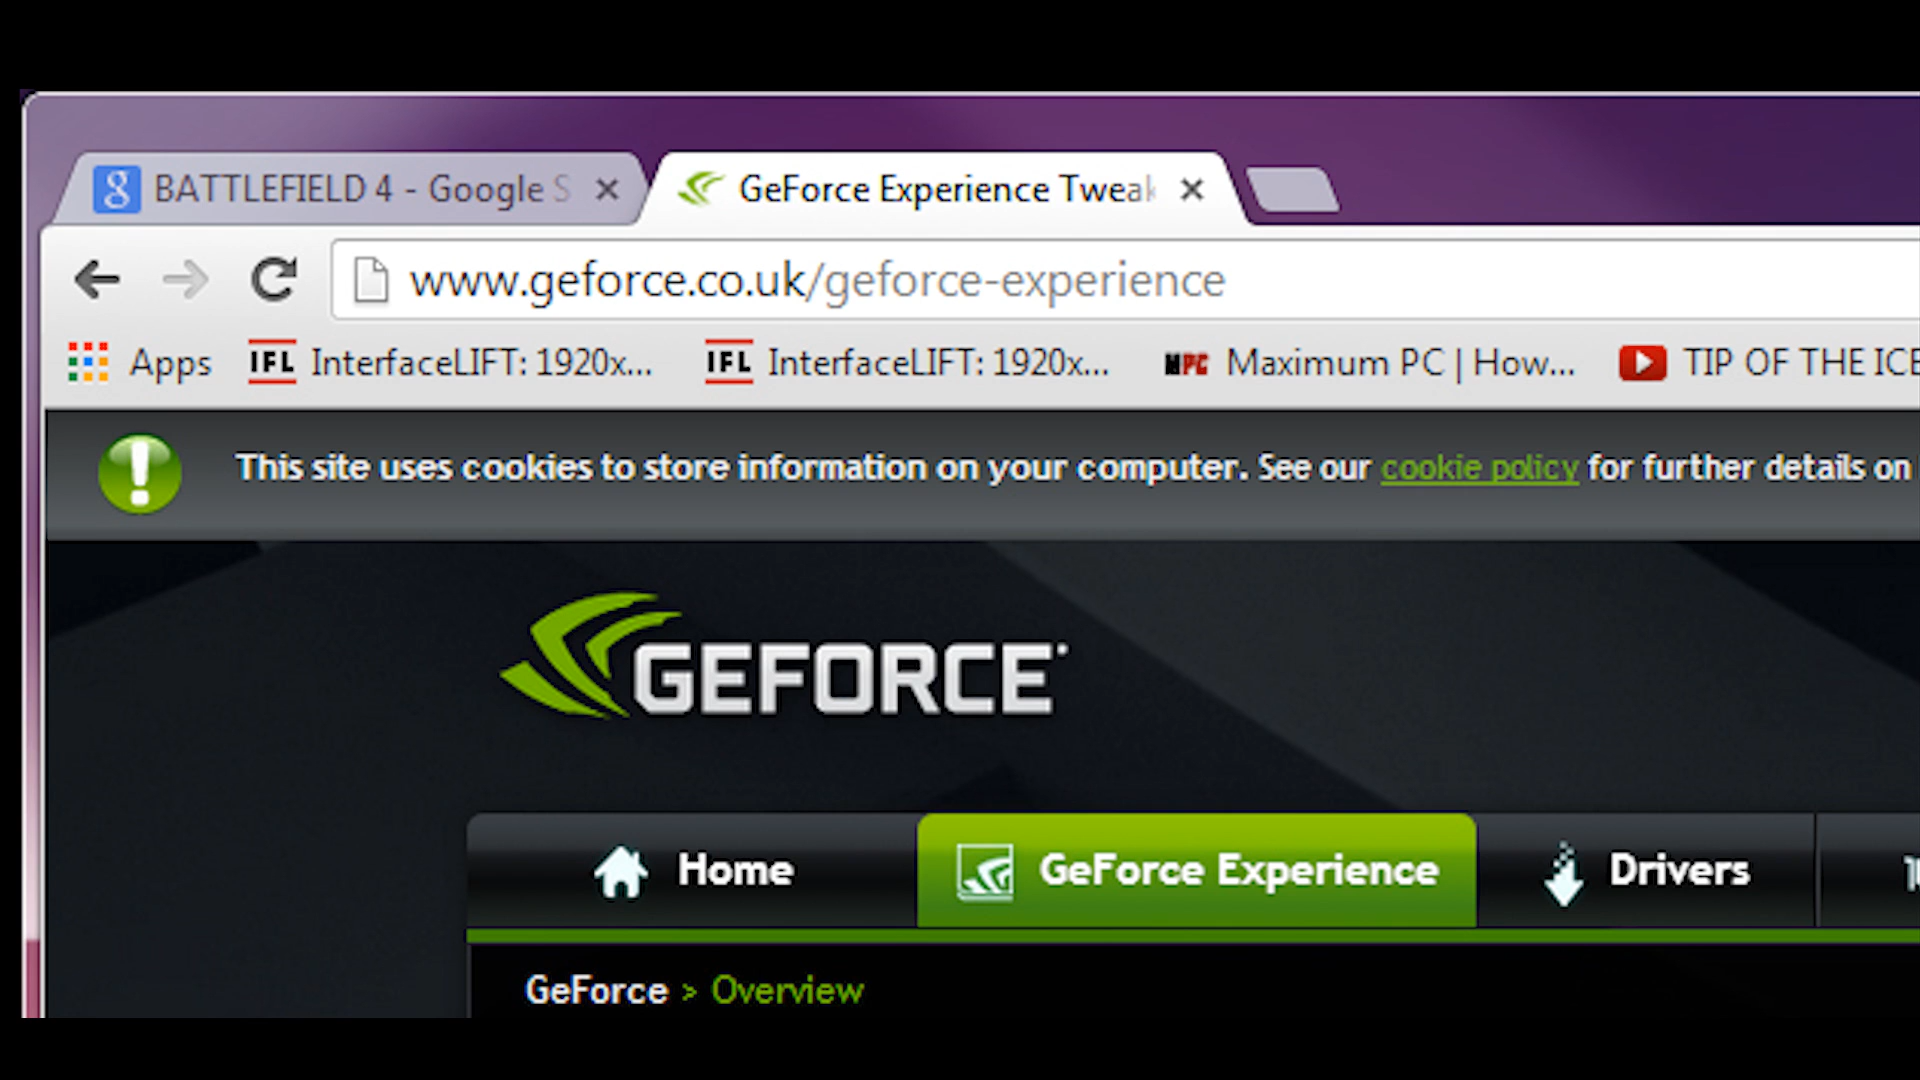 BATTLEFIELD 4 - Google S
GeForce Experience Tweak
www.geforce.co.uk/geforce-experience
Apps
IFL InterfaceLIFT: 1920x...
IFL InterfaceLIFT: 1920x...
MPC Maximum PC | How...
TIP OF THE ICE
This site uses cookies to store information on your computer. See our cookie policy for further details on
GEFORCE
Home
GeForce Experience
Drivers
GeForce > Overview